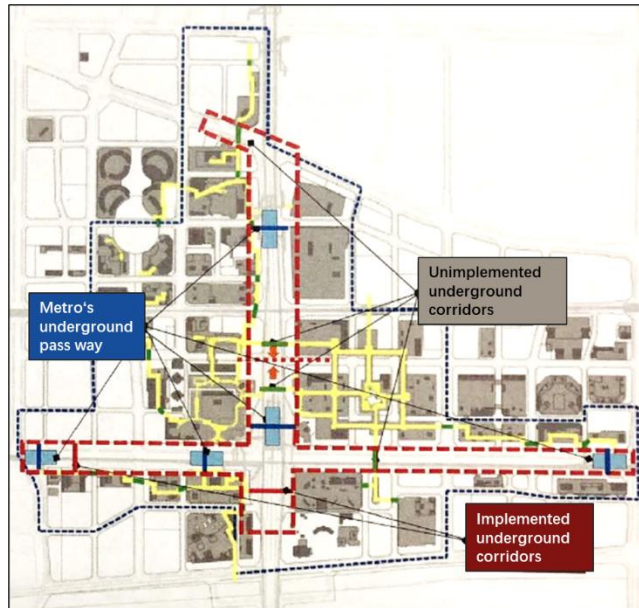 Unimplemented
underground
corridors
Metro's
underground
pass way
Implemented
underground
corridors